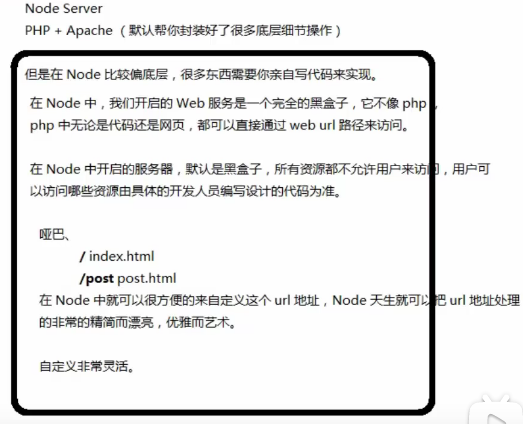 Node Server
PHP + Apache（默认帮你封装好了很多底层细节操作）
但是在 Node 比较偏底层，很多东西需要你亲自写代码来实现。
在 Node 中，我们开启的 Web 服务是一个完全的黑盒子，它不像 php，
php 中无论是代码还是网页，都可以直接通过 web url 路径来访问。
在 Node 中开启的服务器，默认是黑盒子，所有资源都不允许用户来访问，用户可
以访问哪些资源由具体的开发人员编写设计的代码为准。
哑巴、
/ index.html
/post post.html
在 Node 中就可以很方便的来自定义这个 url 地址，Node 天生就可以把 url 地址处理
的非常的精简而漂亮，优雅而艺术。
自定义非常灵活。